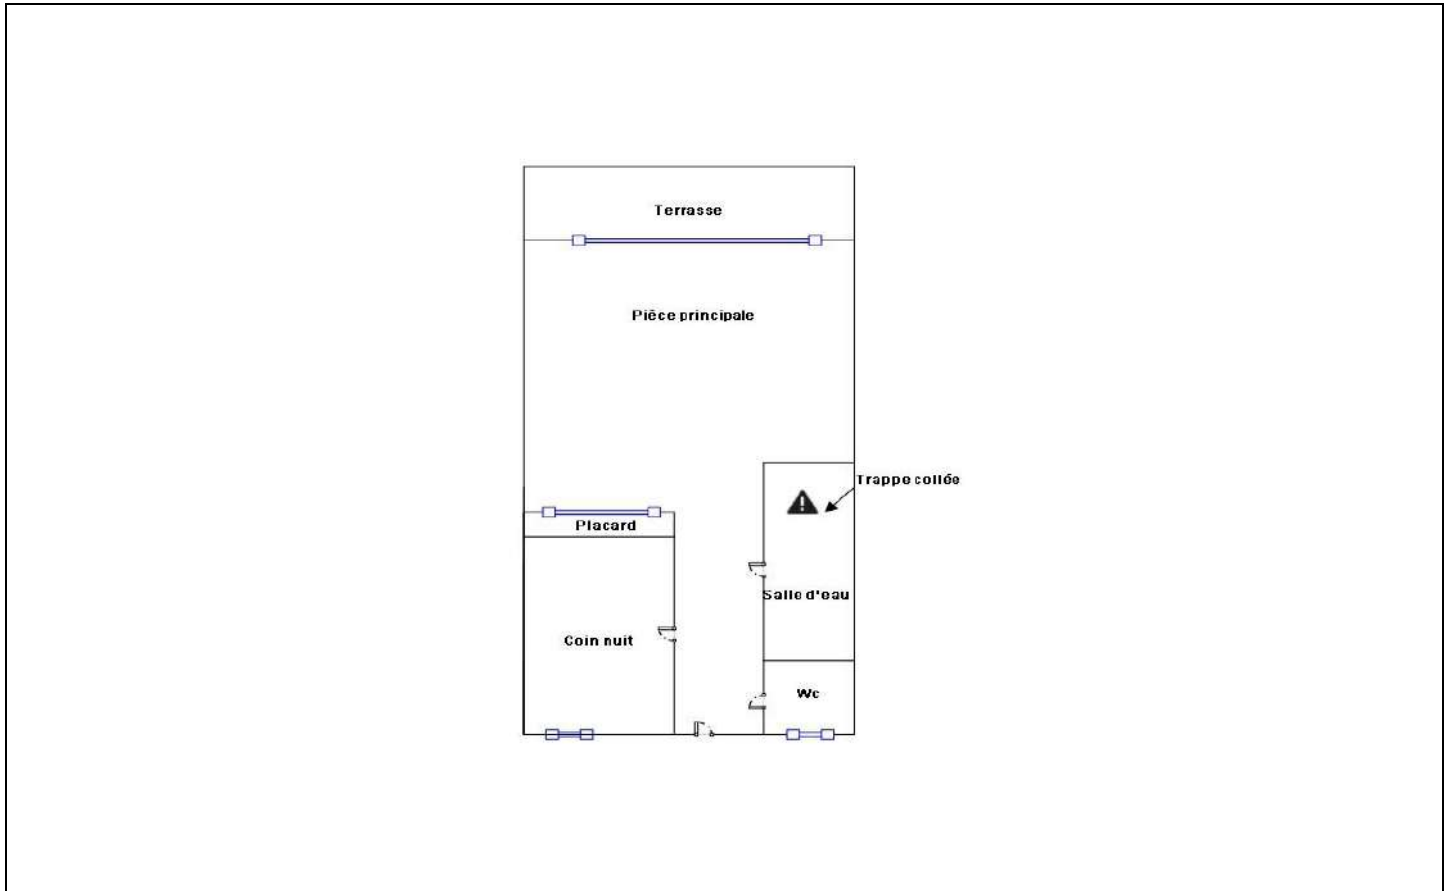 Terrasse
Pièce principale
Trappe collée
Placard
Salle d'eau
Coin nuit
Wc